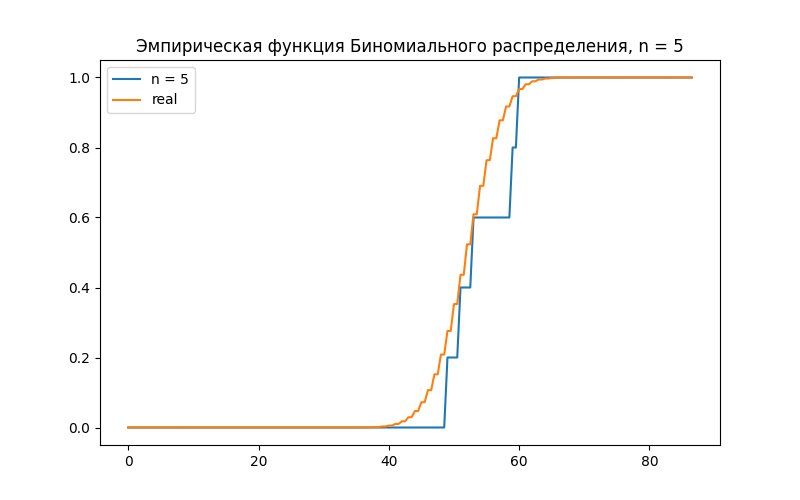 Эмпирическая функция Биномиального распределения, n = 5
n = 5
real
1.0
0.8
0.6
0.4
0.2
0.0
0 20 40 60 80